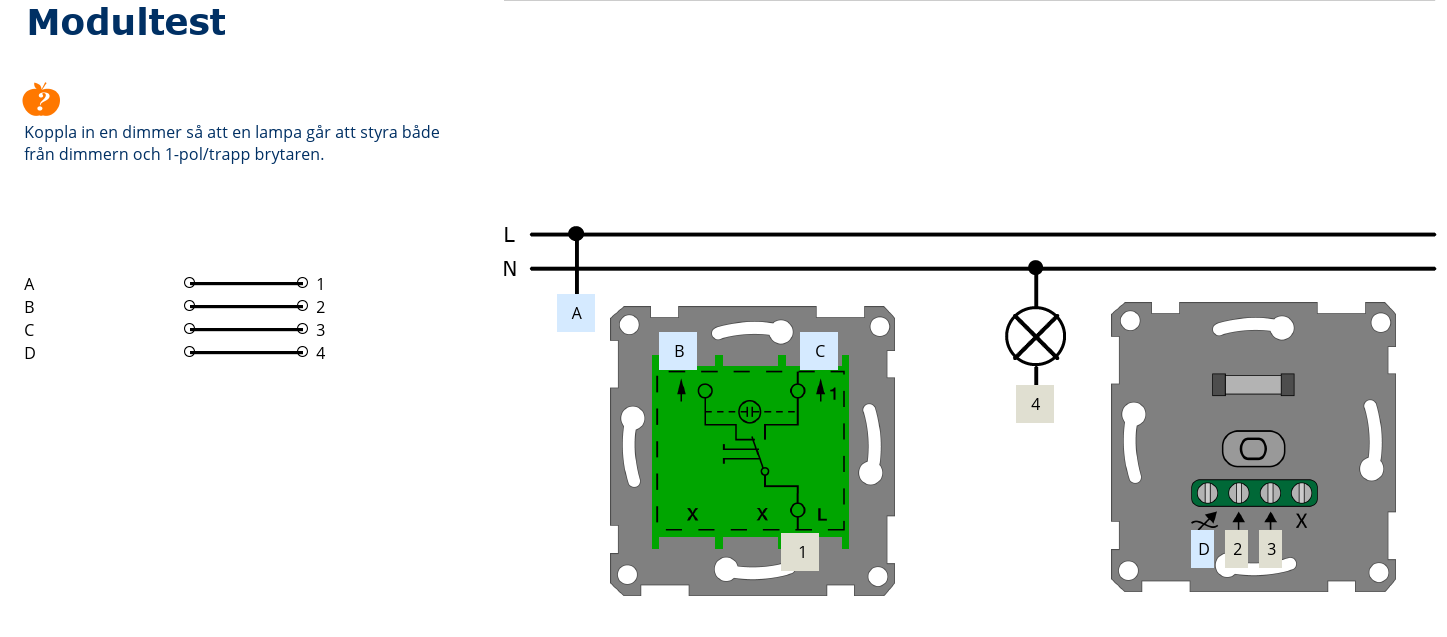 Modultest
?
Koppla in en dimmer så att en lampa går att styra både
från dimmern och 1-pol/trapp brytaren.
A 1
B 2
C 3
D 4
L
N
A
B C
1
X X L
1
4
X
D 2 3